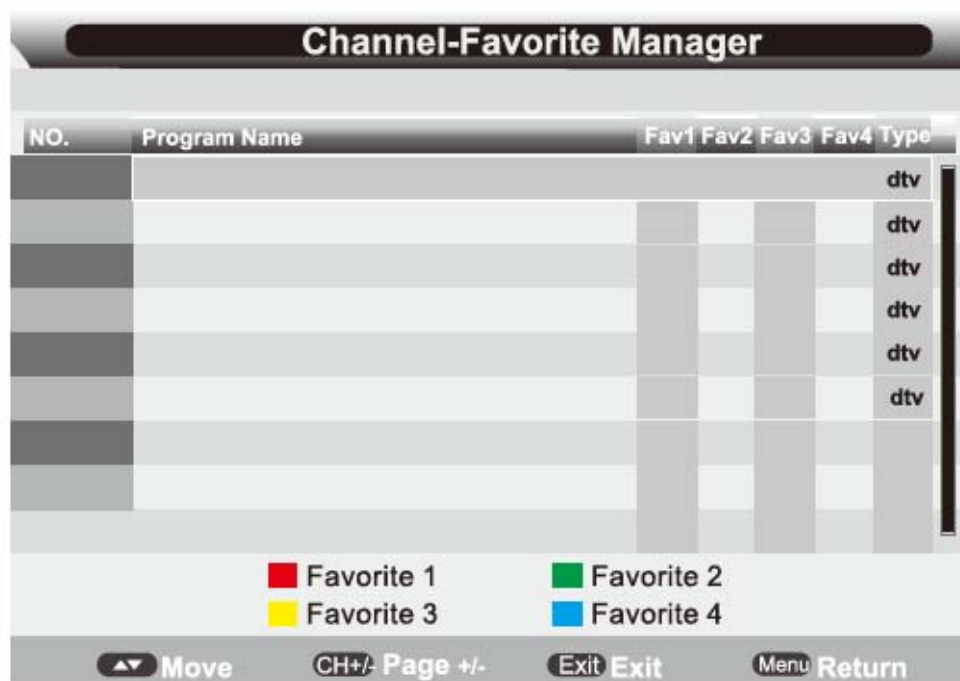 Channel-Favorite Manager
NO. Program Name Fav1 Fav2 Fav3 Fav4 Type
dtv
dtv
dtv
dtv
dtv
dtv
Favorite 1 Favorite 2
Favorite 3 Favorite 4
Move CH+/- Page +/- Exit Exit Menu Return